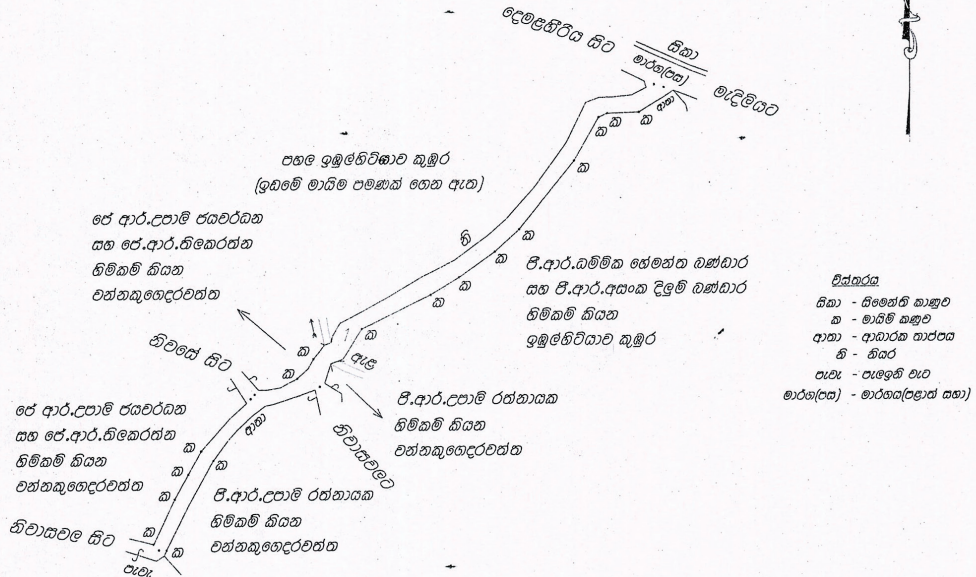 දෙමළගිරිය සිට
සිකා
මාර්ග(පස)
මැදිලියට
ආතා
ක
ක
ක
ක
පහල ඉඹුල්හිටියාව කුඹුර
(ඉඩමේ මායිම පමණක් ගෙන ඇත)
ජේ ආර්.උපාලි ජයවර්ධන
සහ ජේ.ආර්.තිලකරත්න
හිමිකම් කියන
වන්නකුගෙදරවත්ත
නි
ක
ක
ක
ක
පී.ආර්.ධම්මික හේමන්ත බණ්ඩාර
සහ පී.ආර්.අසංක දිලුම් බණ්ඩාර
හිමිකම් කියන
ඉඹුල්හිටියාව කුඹුර
විස්තරය
සිකා - සිමෙන්ති කාණුව
ක - මායිම් කණුව
ආතා - ආධාරක තාප්පය
නි - නියර
පැවැ - පැලඉනි වැට
මාර්ග(පස) - මාර්ගය(පළාත් සභා)
නිවසේ සිට
1
ක
ක
ක
ඇළ
පී.ආර්.උපාලි රත්නායක
හිමිකම් කියන
වන්නකුගෙදරවත්ත
නිවාසවලට
ආතා
ජේ ආර්.උපාලි ජයවර්ධන
සහ ජේ.ආර්.තිලකරත්න
හිමිකම් කියන
වන්නකුගෙදරවත්ත
ක
ක
ක
ක
පී.ආර්.උපාලි රත්නායක
හිමිකම් කියන
වන්නකුගෙදරවත්ත
නිවාසවල සිට
ක
ක
පැවැ